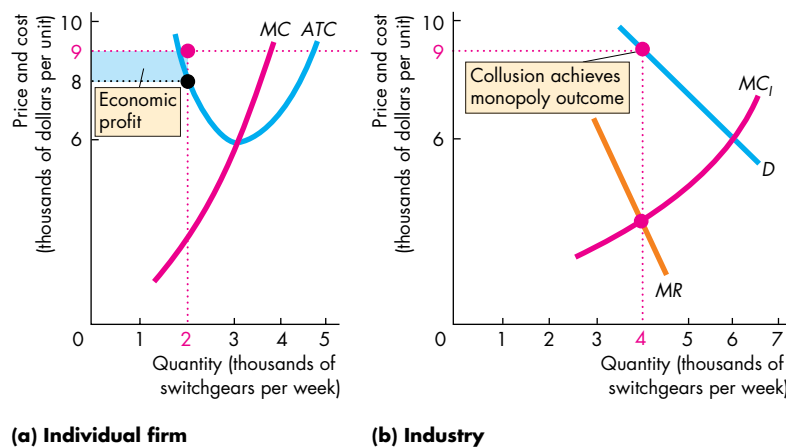 Price and cost
(thousands of dollars per unit)
10
9
8
6
0
1
2
3
4
5
MC
ATC
Economic
profit
Quantity (thousands of
switchgears per week)
(a) Individual firm
Price and cost
(thousands of dollars per unit)
10
9
6
0
1
2
3
4
5
6
7
Collusion achieves
monopoly outcome
MCI
D
MR
Quantity (thousands of
switchgears per week)
(b) Industry